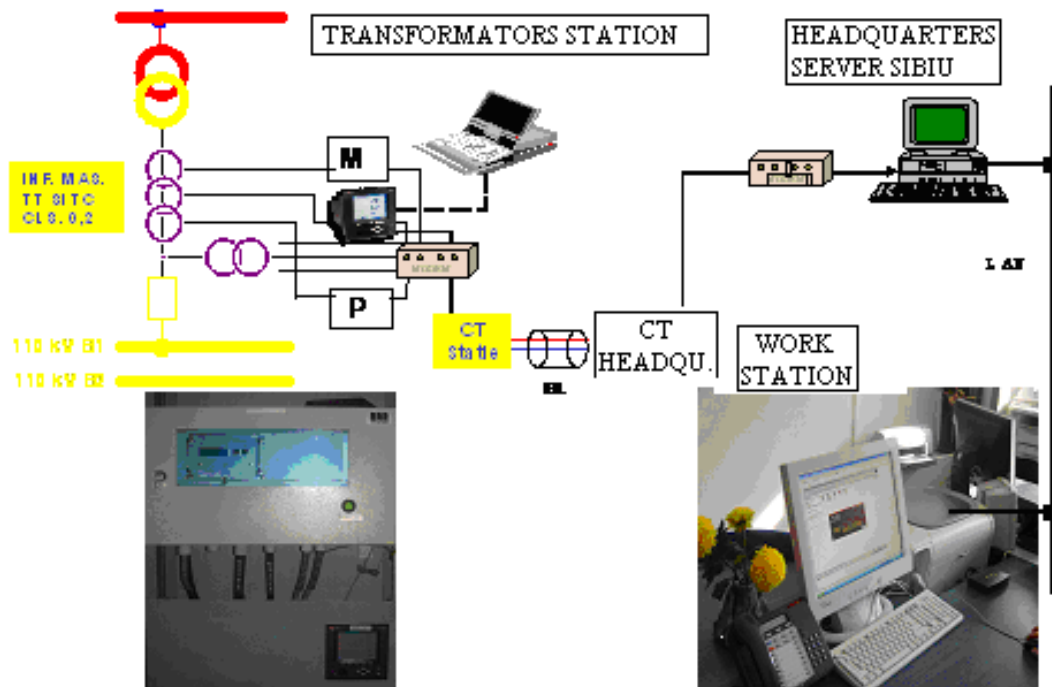 TRANSFORMATORS STATION
HEADQUARTERS
SERVER SIBIU
M
INF. MAS.
TT SI TC
CLS. 0,2
P
CT
Statie
CT
HEADQU.
WORK
STATION
LAN
110 kV B1
110 kV B2